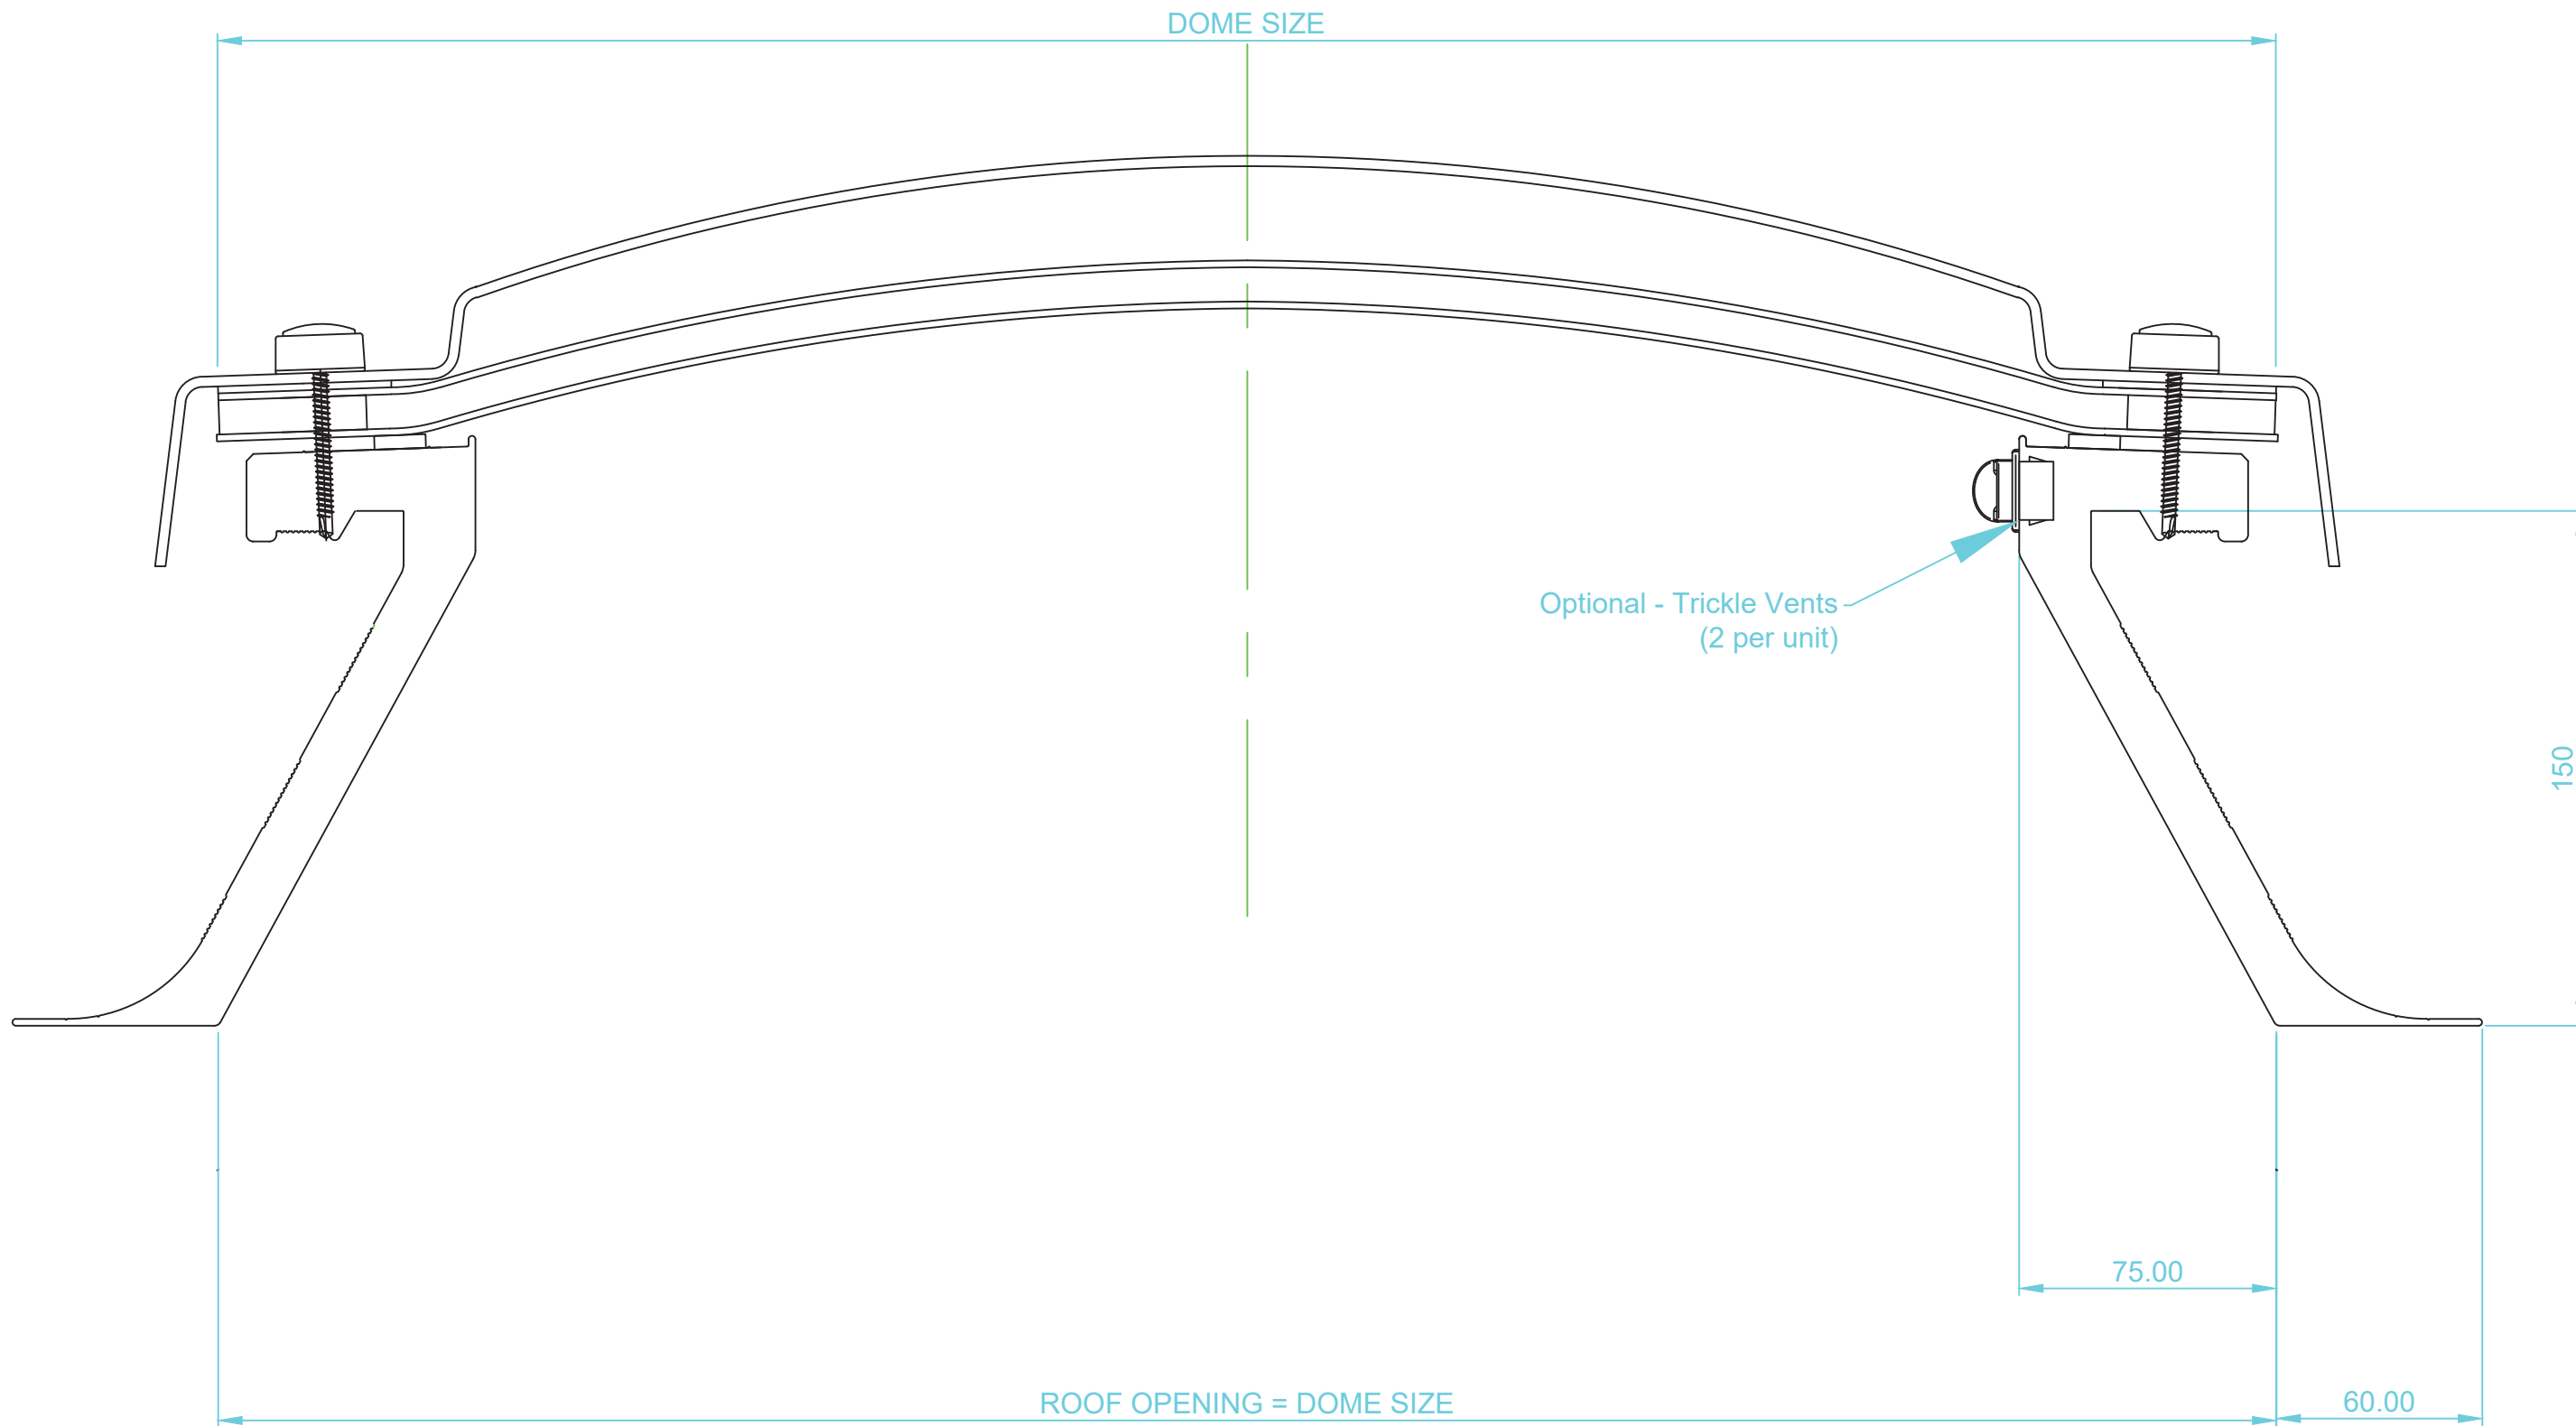 DOME SIZE
Optional - Trickle Vents
(2 per unit)
150
75.00
ROOF OPENING = DOME SIZE
60.00